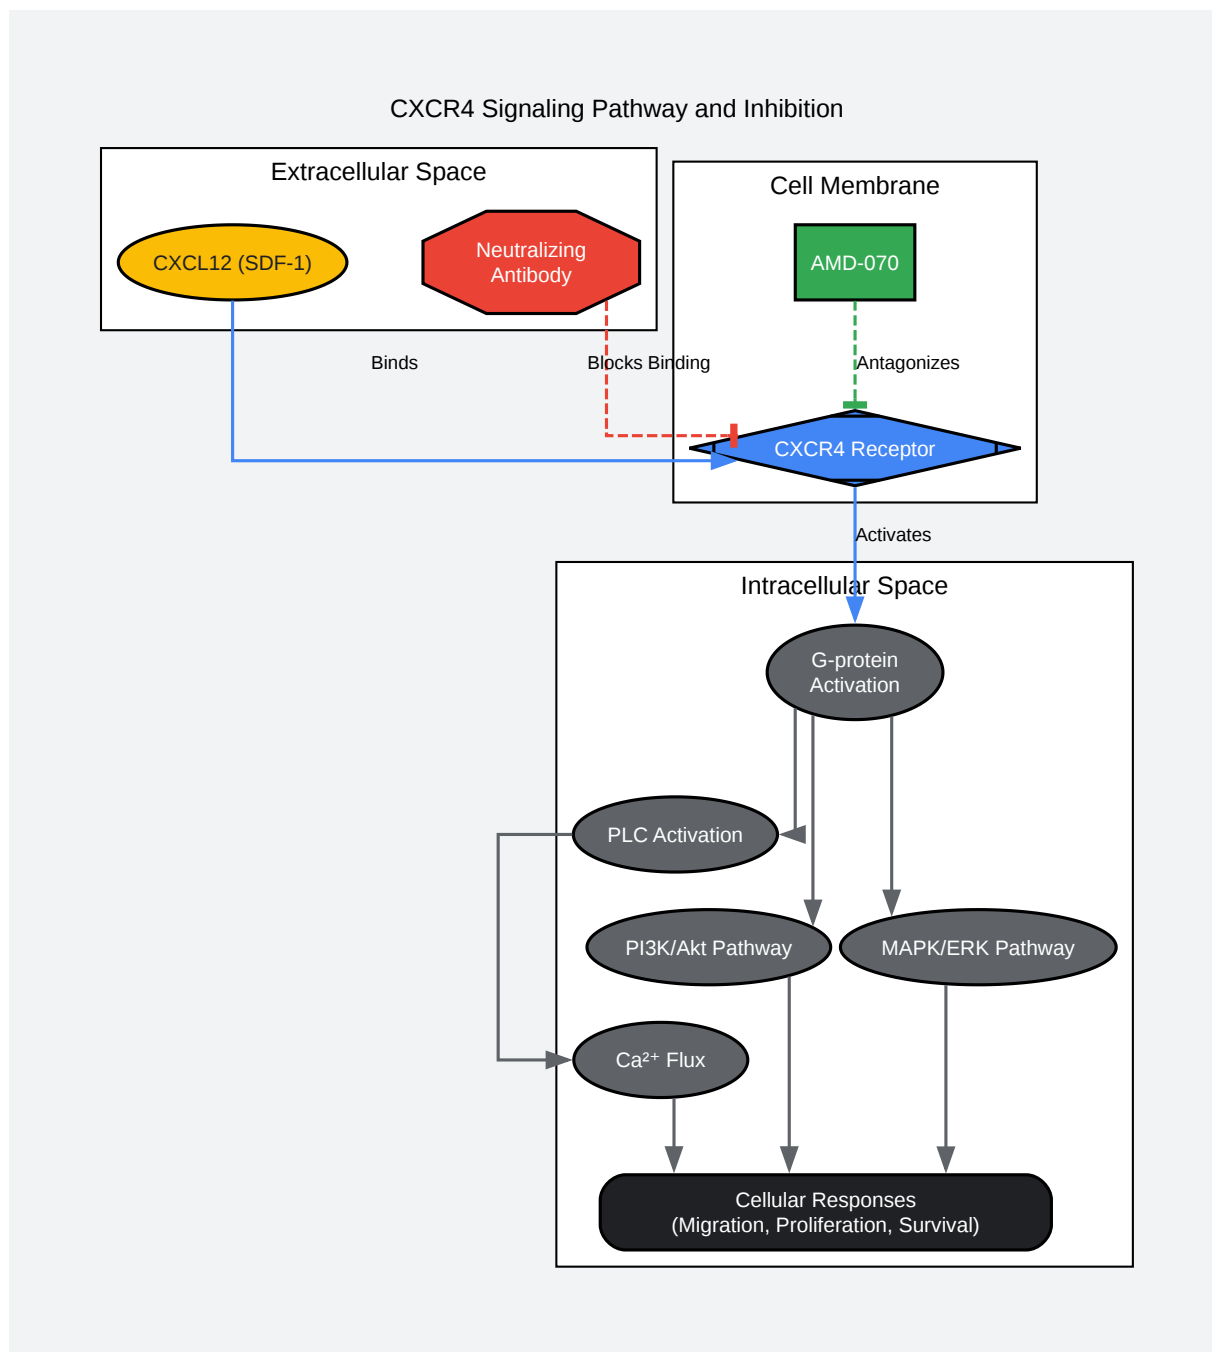 CXCR4 Signaling Pathway and Inhibition
Extracellular Space
Cell Membrane
CXCL12 (SDF-1)
Neutralizing
Antibody
AMD-070
Binds
Blocks Binding
Antagonizes
CXCR4 Receptor
Activates
Intracellular Space
G-protein
Activation
PLC Activation
PI3K/Akt Pathway
MAPK/ERK Pathway
Ca²⁺ Flux
Cellular Responses
(Migration, Proliferation, Survival)